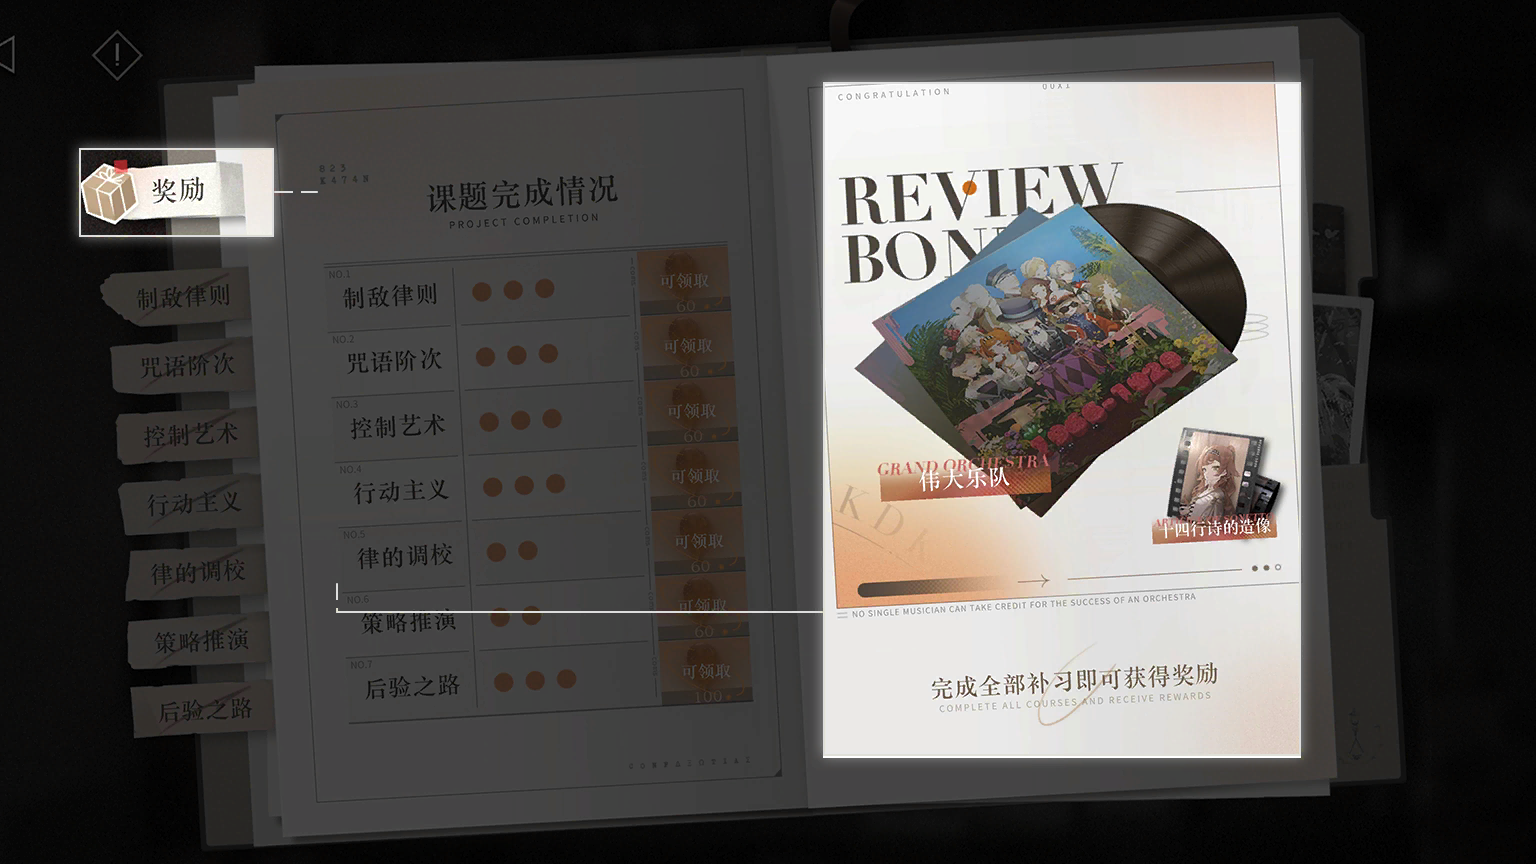 奖励
制敌律则
咒语阶次
控制艺术
行动主义
律的调校
策略推演
后验之路
B25
K474N
课题完成情况
PROJECT COMPLETION
NO.1
制敌律则
可领取
60
NO.2
咒语阶次
可领取
60
NO.3
控制艺术
可领取
60
NO.4
行动主义
可领取
60
NO.5
律的调校
可领取
60
NO.6
策略推演
可领取
60
NO.7
后验之路
可领取
100
CONGRATULATION
REVIEW
GRAND ORCHESTRA
伟大乐队
十四行诗的造像
NO SINGLE MUSICIAN CAN TAKE CREDIT FOR THE SUCCESS OF AN ORCHESTRA
完成全部补习即可获得奖励
COMPLETE ALL COURSES AND RECEIVE REWARDS